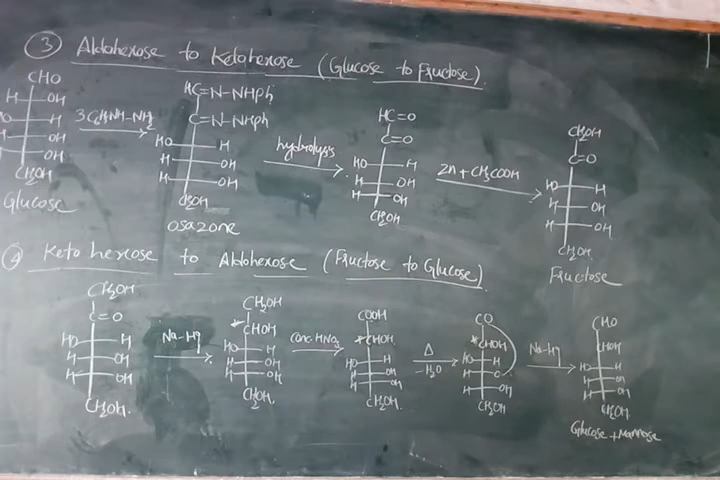 ③ Aldohexose to Ketohexose (Glucose to Fructose).
CHO
H OH
HO H
H OH
H OH
CH2OH
Glucose
3C6H5NH-NH2
HC=N-NHPh
C=N-NHPh
HO H
H OH
H OH
CH2OH
osazone
hydrolysis
HC=O
C=O
HO H
H OH
H OH
CH2OH
Zn + CH3COOH
CH2OH
C=O
HO H
H OH
H OH
CH2OH
Fructose
④ Keto hexose to Aldohexose (Fructose to Glucose)
CH2OH
C=O
HO H
H OH
H OH
CH2OH.
Na-Hg
CH2OH
*CHOH
HO H
H OH
H OH
CH2OH.
Conc·HNO3
COOH
*CHOH.
HO H
H OH
H OH
CH2OH.
Δ
-H2O
CO
*CHOH
HO H
H C
H OH
CH2OH
Na-Hg
CHO
CHOH
HO H
H OH
H OH
CH2OH.
Glucose + Mannose